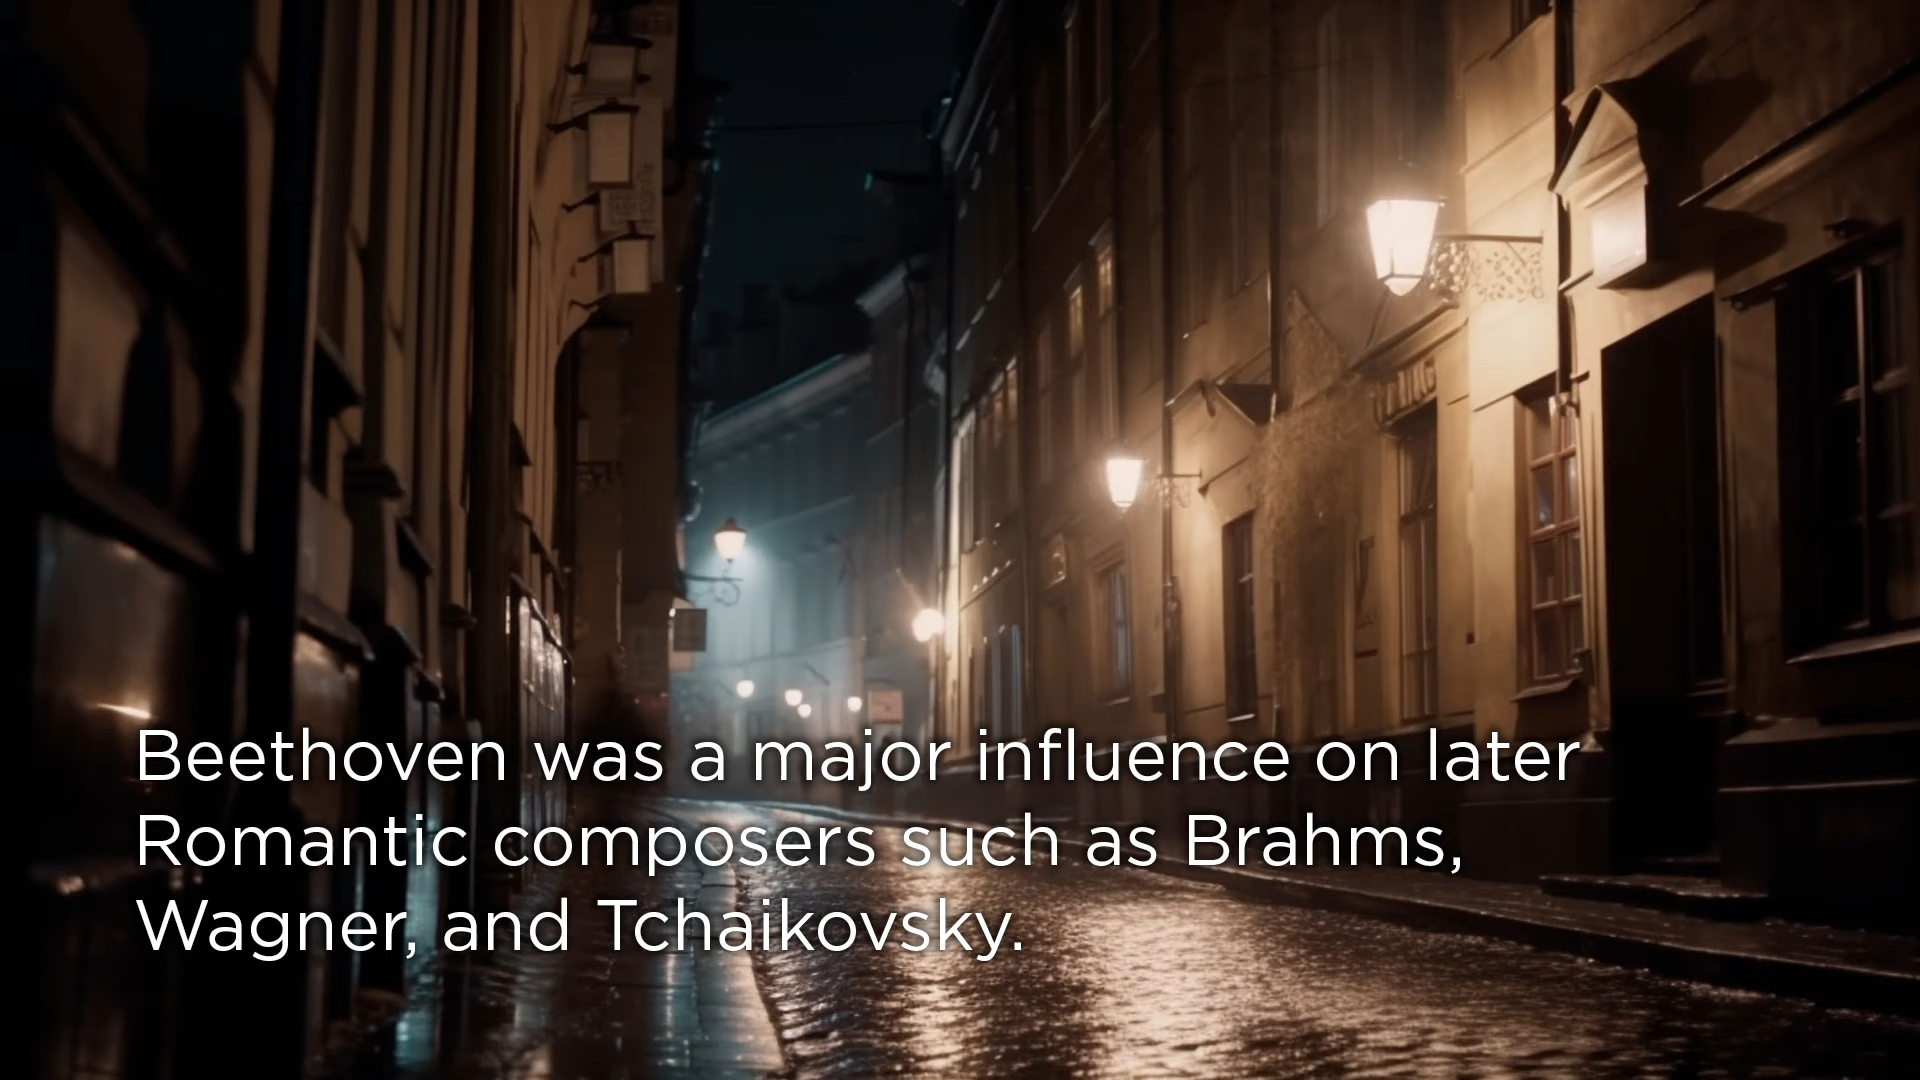 Beethoven was a major influence on later
Romantic composers such as Brahms,
Wagner, and Tchaikovsky.